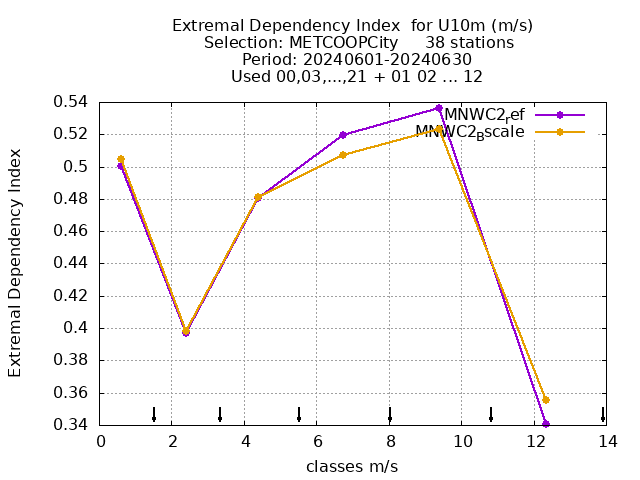 Extremal Dependency Index  for U10m (m/s)
Selection: METCOOPCity     38 stations
Period: 20240601-20240630
Used 00,03,...,21 + 01 02 ... 12
MNWC2ref
MNWC2Bscale
0.54
0.52
0.5
0.48
0.46
0.44
0.42
0.4
0.38
0.36
0.34
Extremal Dependency Index
0 2 4 6 8 10 12 14
classes m/s